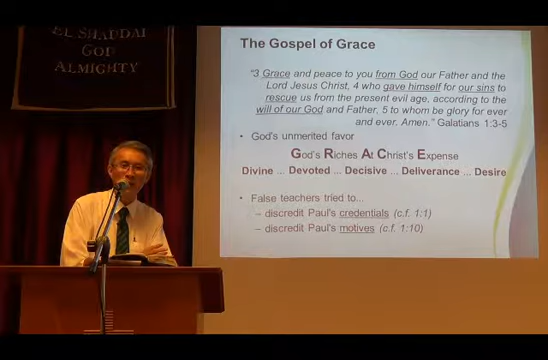 EL SHADDAI
GOD
ALMIGHTY
The Gospel of Grace
"3 Grace and peace to you from God our Father and the
Lord Jesus Christ, 4 who gave himself for our sins to
rescue us from the present evil age, according to the
will of our God and Father, 5 to whom be glory for ever
and ever. Amen." Galatians 1:3-5
• God's unmerited favor
God's Riches At Christ's Expense
Divine ... Devoted ... Decisive ... Deliverance ... Desire
• False teachers tried to...
– discredit Paul's credentials (c.f. 1:1)
– discredit Paul's motives (c.f. 1:10)